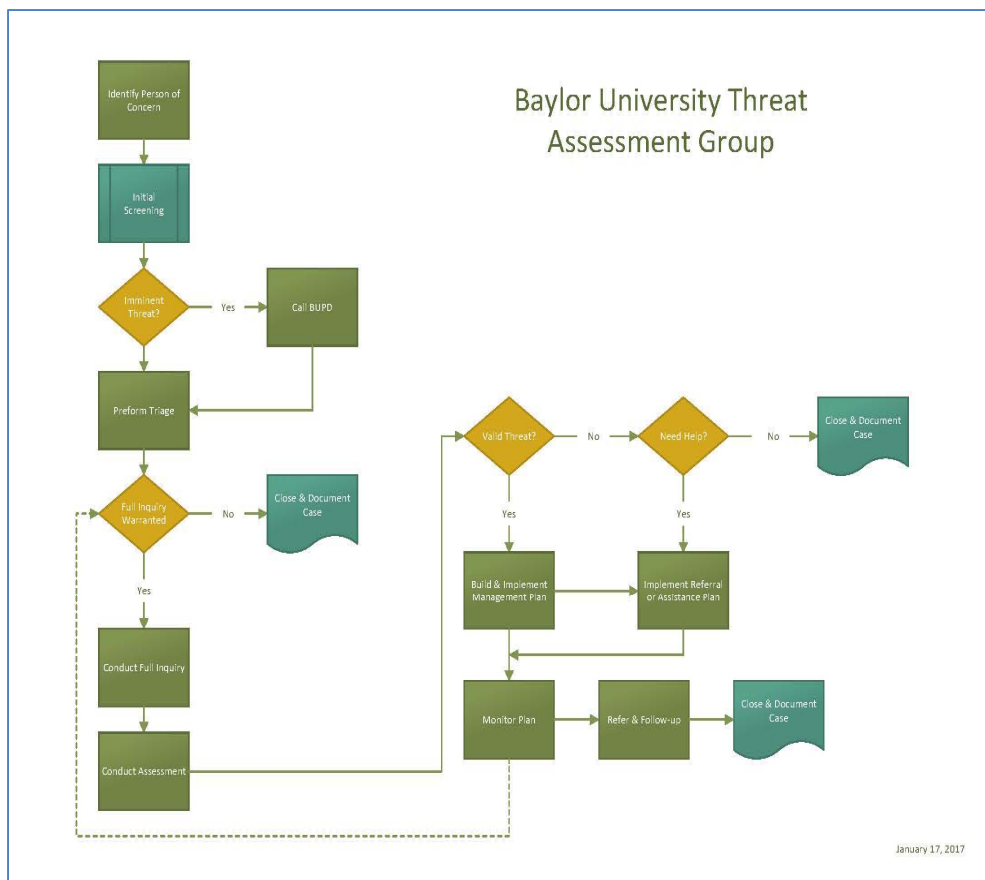 Baylor University Threat
Assessment Group
Identify Person of
Concern
Initial
Screening
Imminent
Threat?
Yes
Call BUPD
Preform Triage
Full Inquiry
Warranted
No
Close & Document
Case
Yes
Conduct Full Inquiry
Conduct Assessment
Valid Threat?
No
Need Help?
No
Close & Document
Case
Yes
Yes
Build & Implement
Management Plan
Implement Referral
or Assistance Plan
Monitor Plan
Refer & Follow-up
Close & Document
Case
January 17, 2017